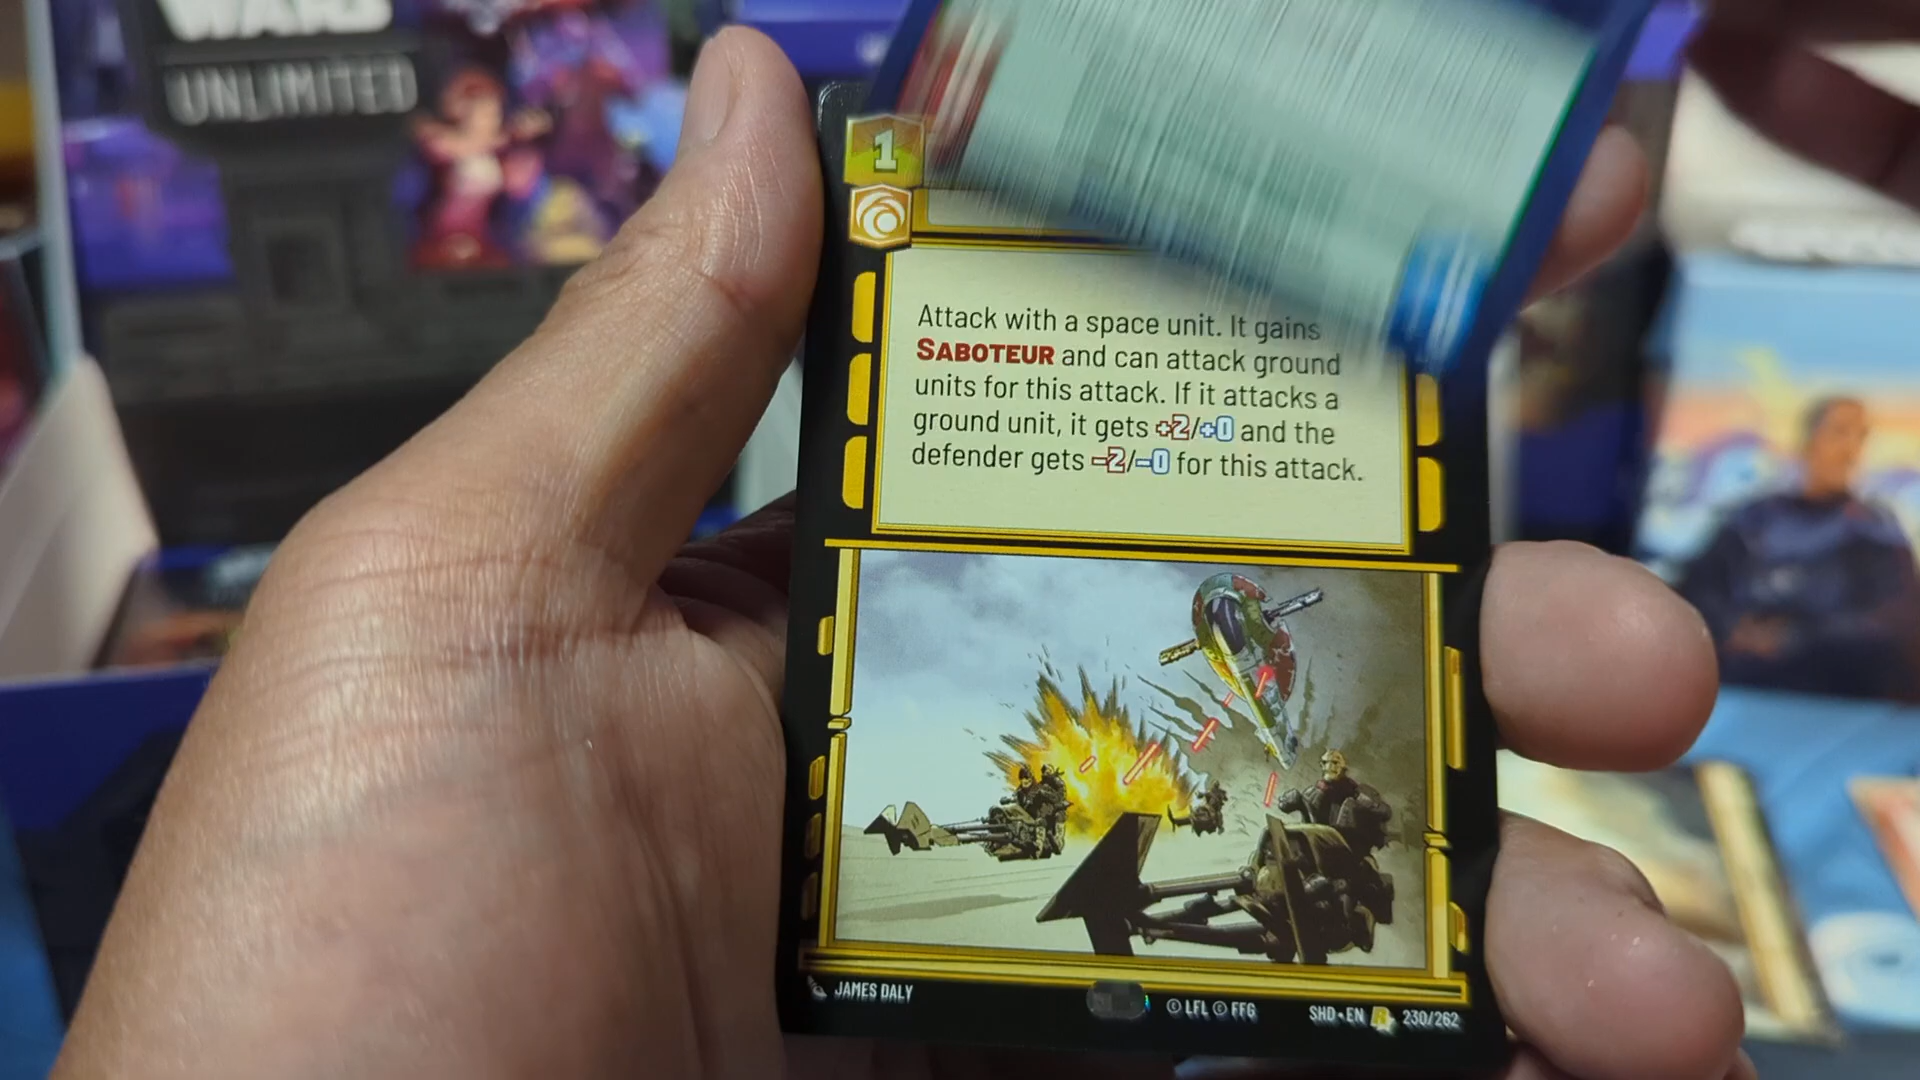 WARS
UNLIMITED
1
Attack with a space unit. It gains
SABOTEUR and can attack ground
units for this attack. If it attacks a
ground unit, it gets +2/+0 and the
defender gets -2/-0 for this attack.
JAMES DALY
© LFL © FFG
SHD•EN R 230/262